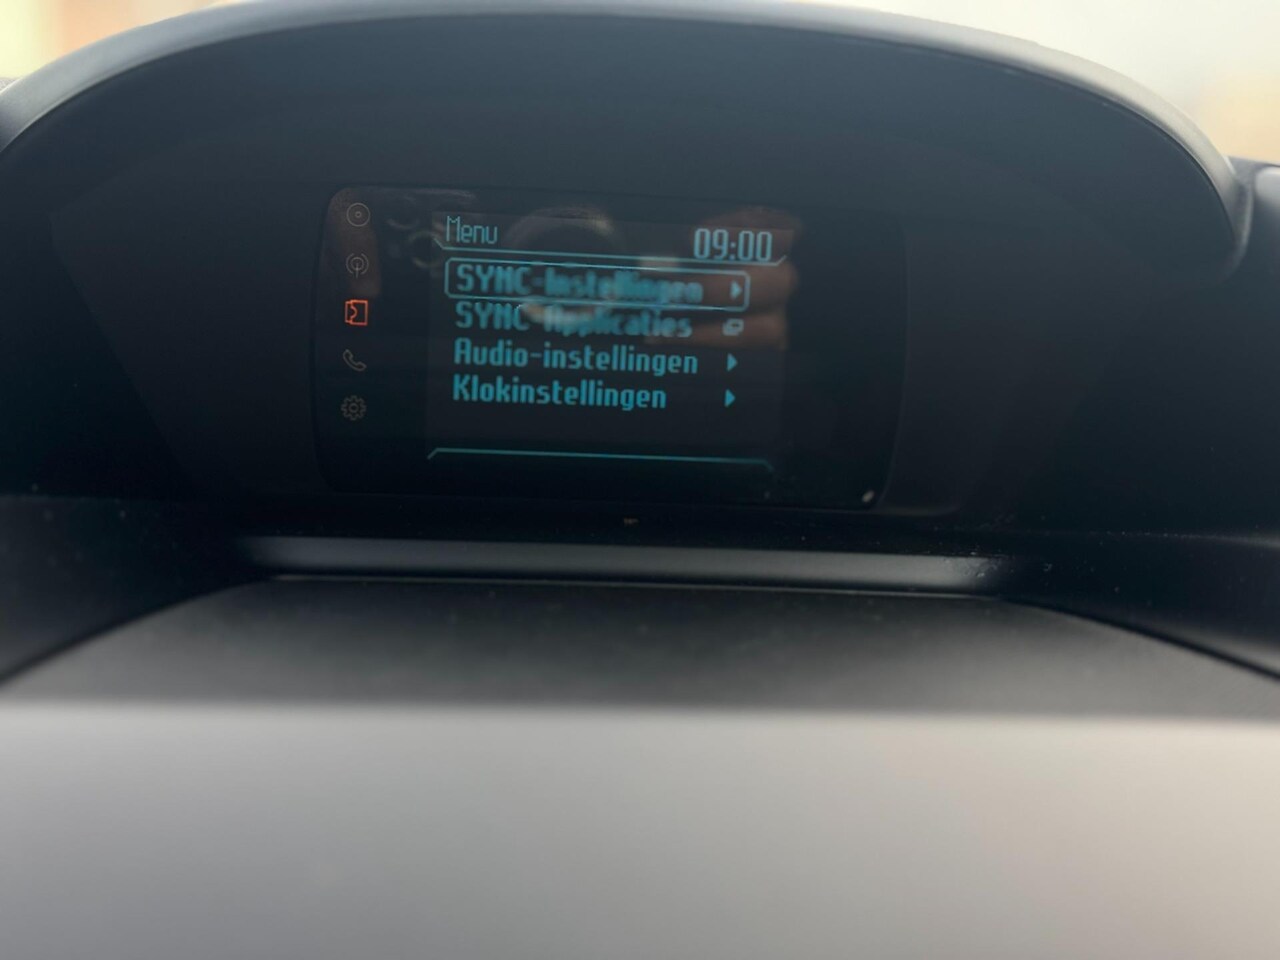 Menu
09:00
SYNC-Instellingen
SYNC-Applicaties
Audio-instellingen
Klokinstellingen